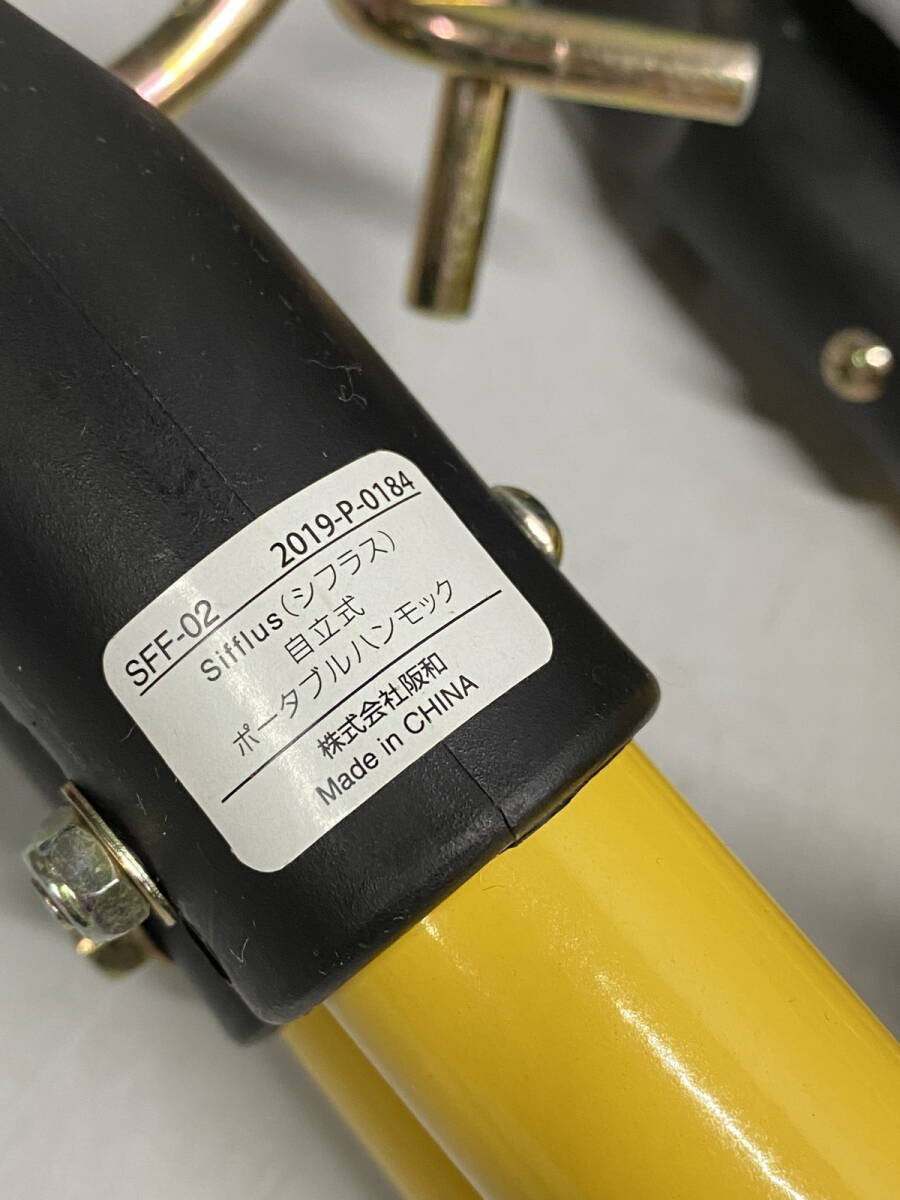 SFF-02 2019-P-0184
Sifflus(シフラス)
自立式
ポータブルハンモック
株式会社阪和
Made in CHINA